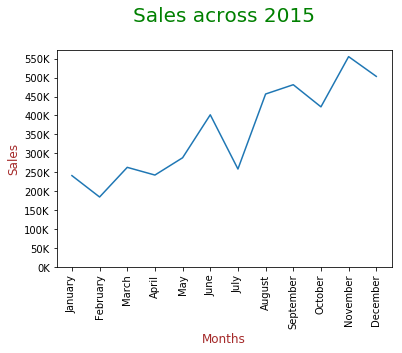 Sales across 2015
550K
500K
450K
400K
350K
300K
250K
200K
150K
100K
50K
0K
Sales
January
February
March
April
May
June
July
August
September
October
November
December
Months